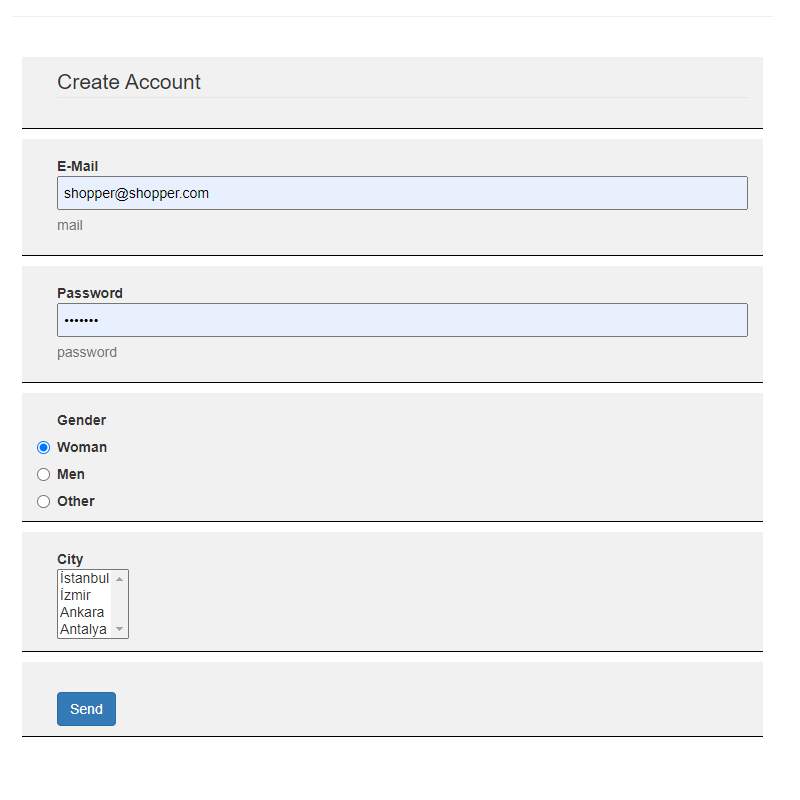 Create Account
E-Mail
shopper@shopper.com
mail
Password
•••••••
password
Gender
Woman
Men
Other
City
İstanbul
İzmir
Ankara
Antalya
Send